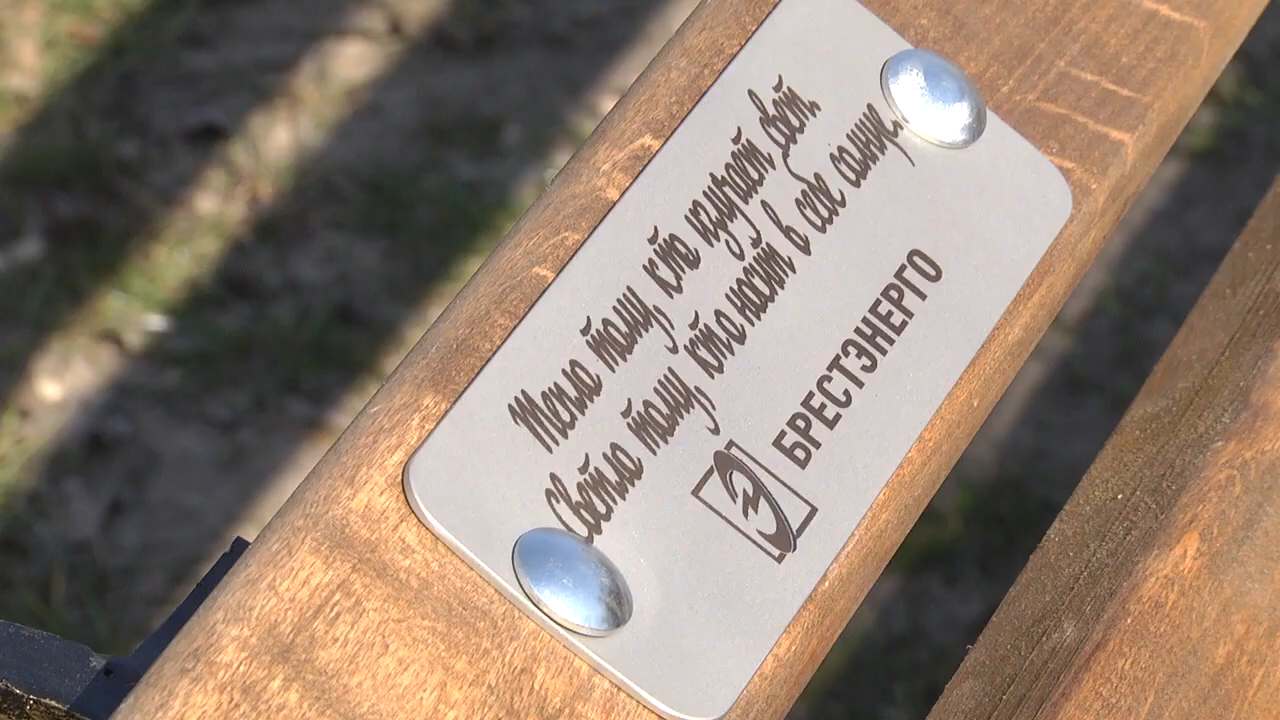 Тепло тому, кто излучает свет,
Светло тому, кто носит в себе солнце,
БРЕСТЭНЕРГО